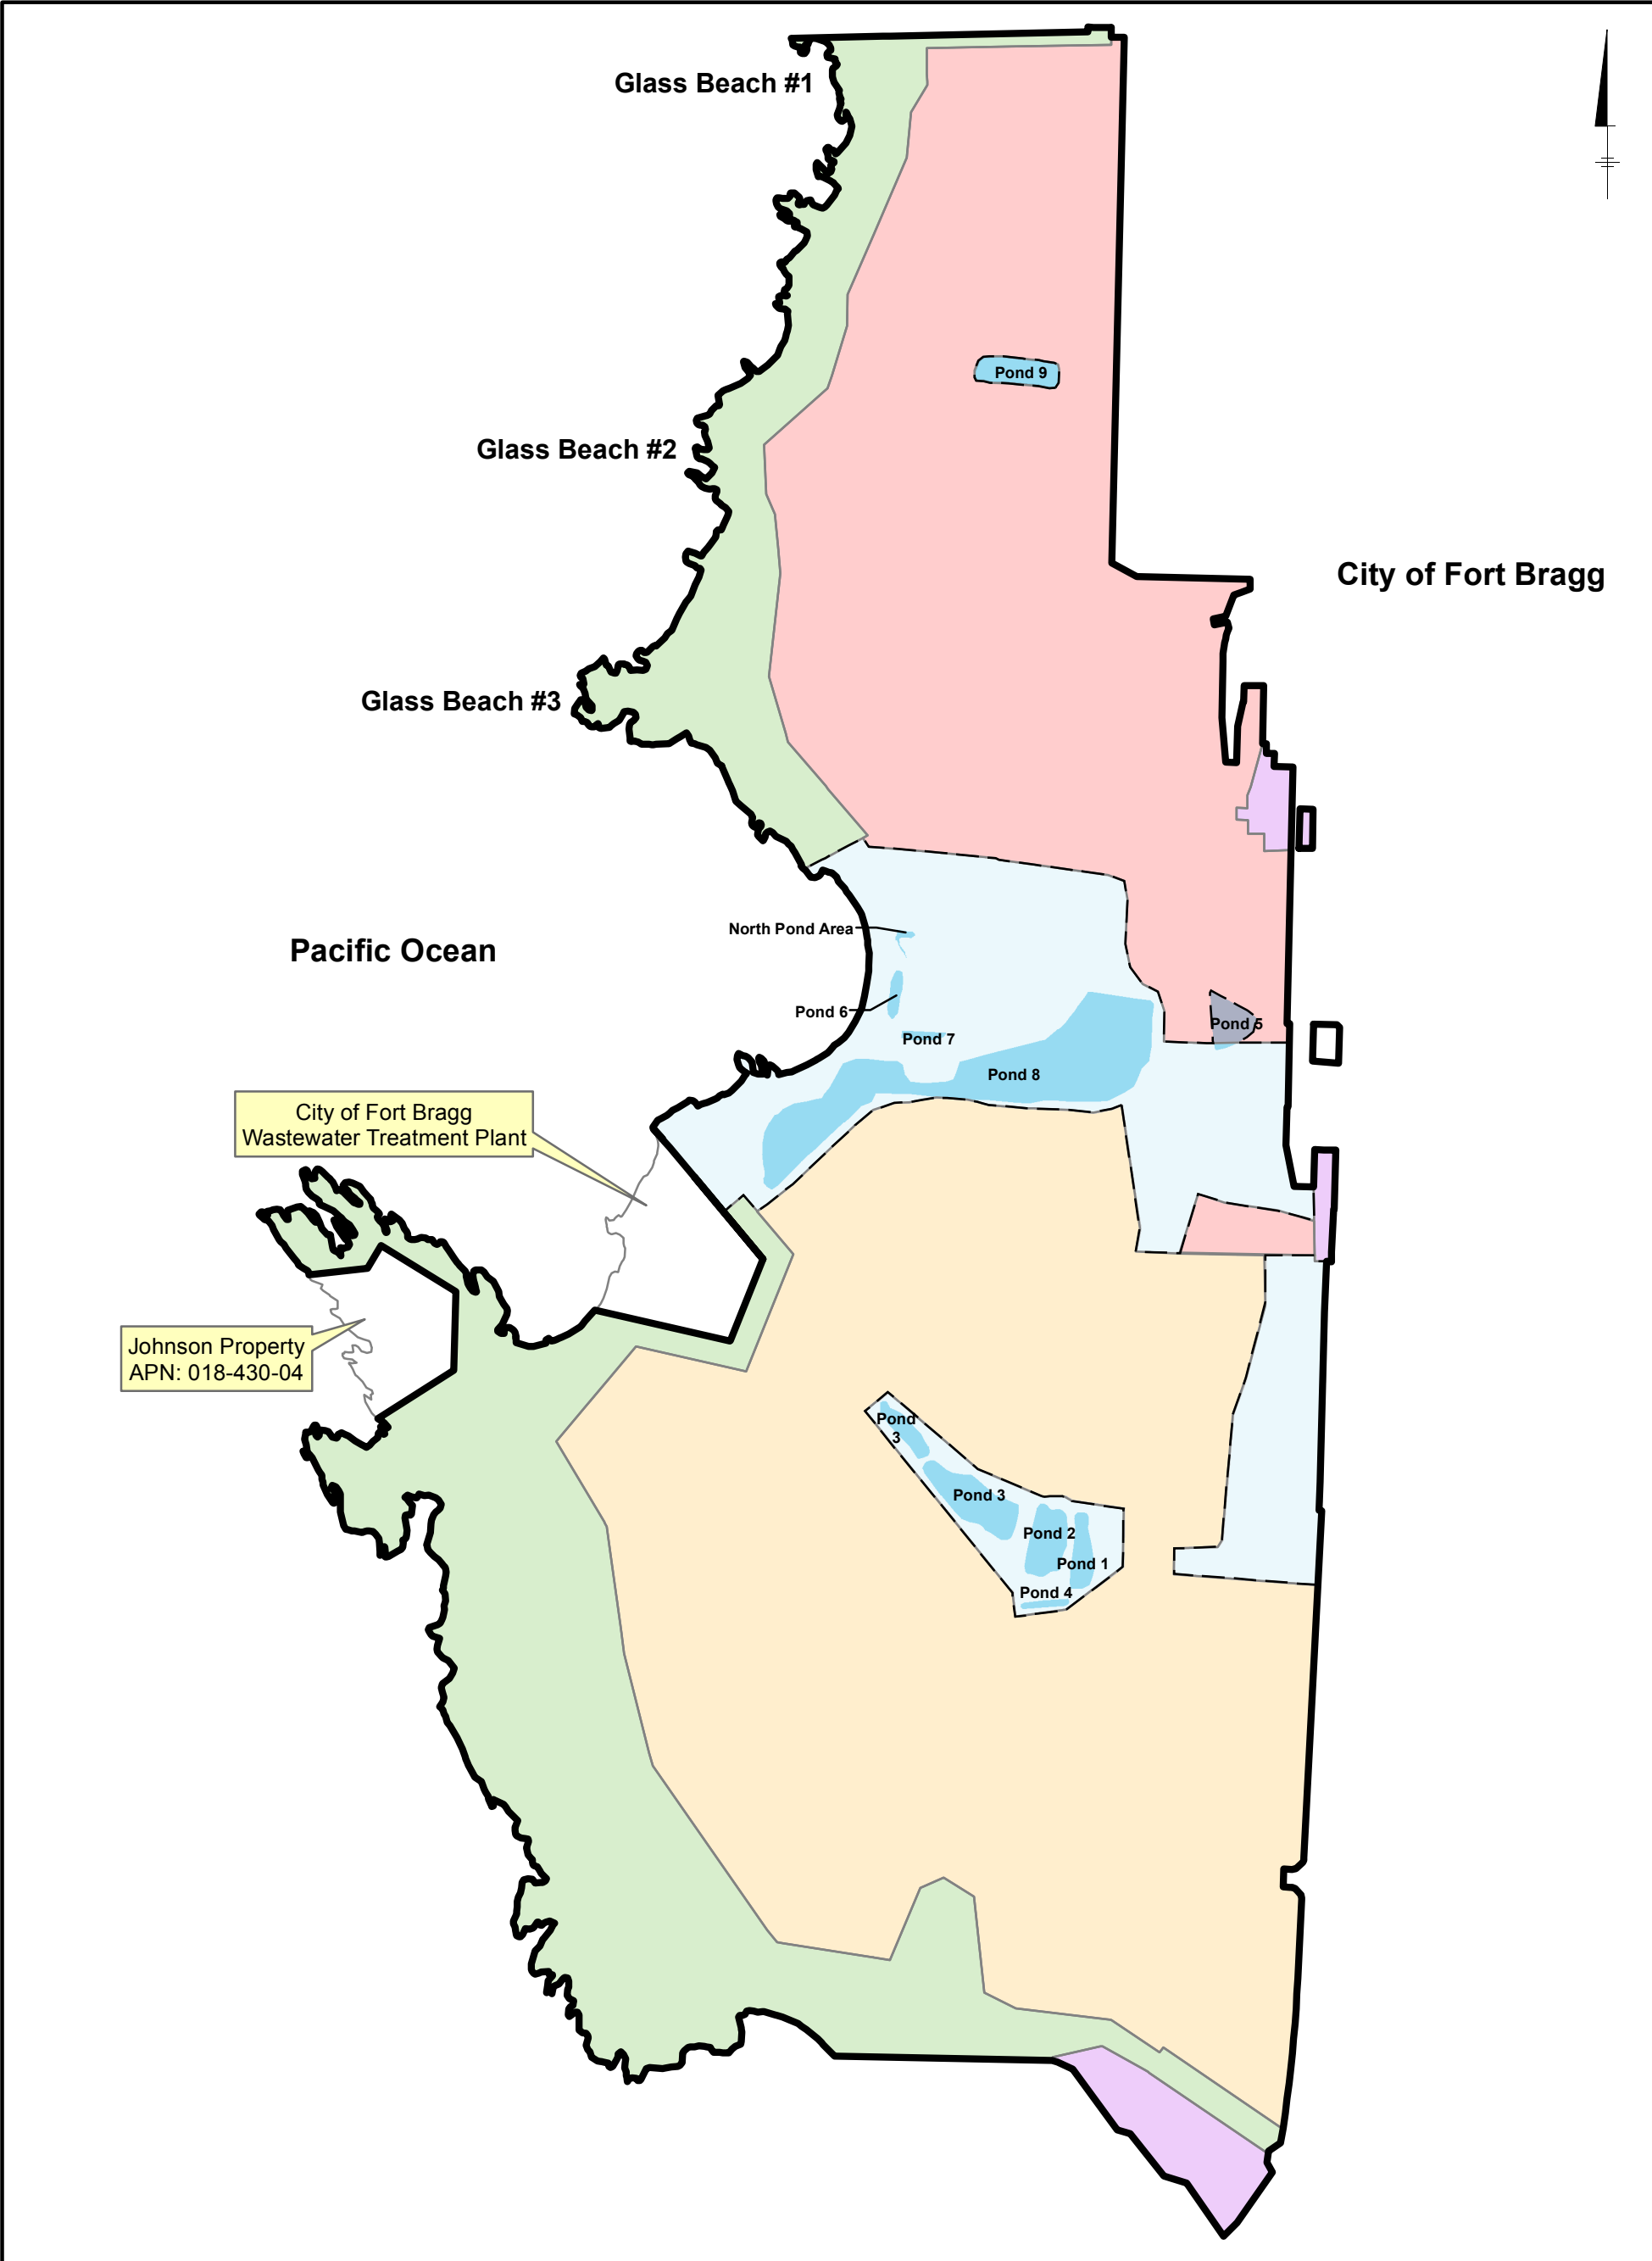 Glass Beach #1
Pond 9
Glass Beach #2
City of Fort Bragg
Glass Beach #3
North Pond Area
Pacific Ocean
Pond 6
Pond 5
Pond 7
Pond 8
City of Fort Bragg
Wastewater Treatment Plant
Johnson Property
APN: 018-430-04
Pond
3
Pond 3
Pond 2
Pond 1
Pond 4